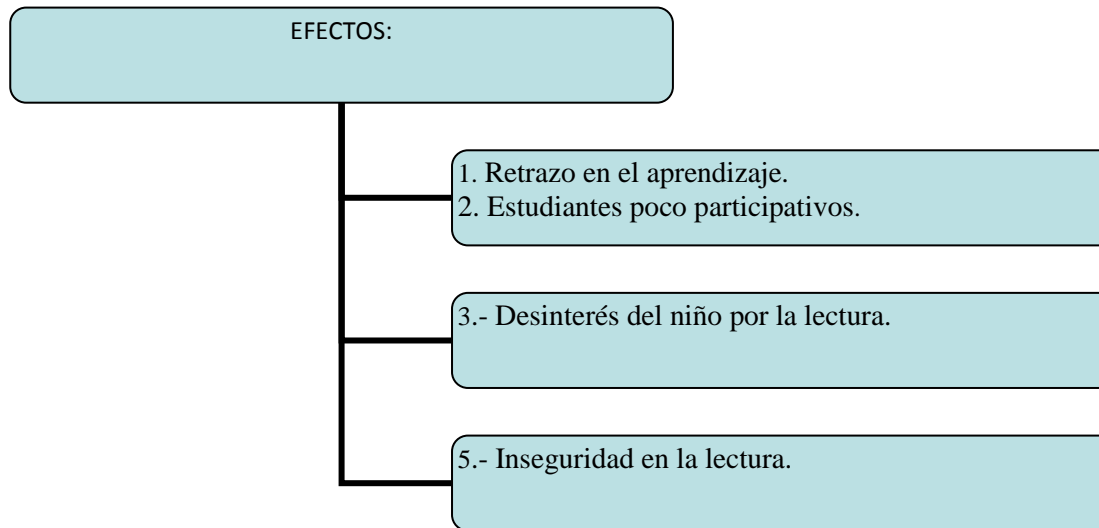 EFECTOS:
1. Retrazo en el aprendizaje.
2. Estudiantes poco participativos.
3.- Desinterés del niño por la lectura.
5.- Inseguridad en la lectura.